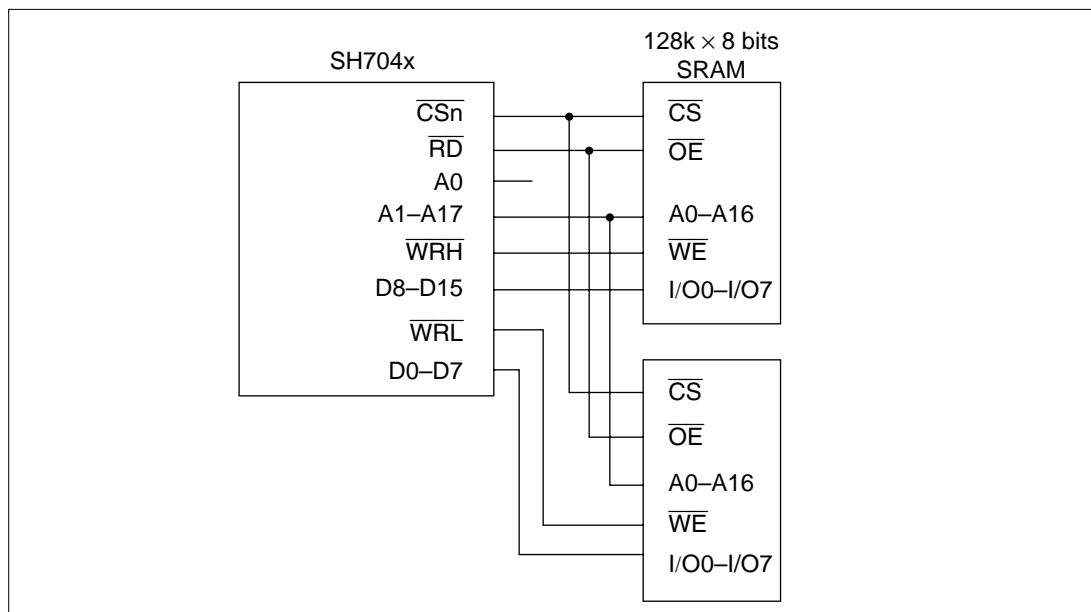 SH704x
CSn
RD
A0
A1–A17
WRH
D8–D15
WRL
D0–D7
128k × 8 bits
SRAM
CS
OE
A0–A16
WE
I/O0–I/O7
CS
OE
A0–A16
WE
I/O0–I/O7